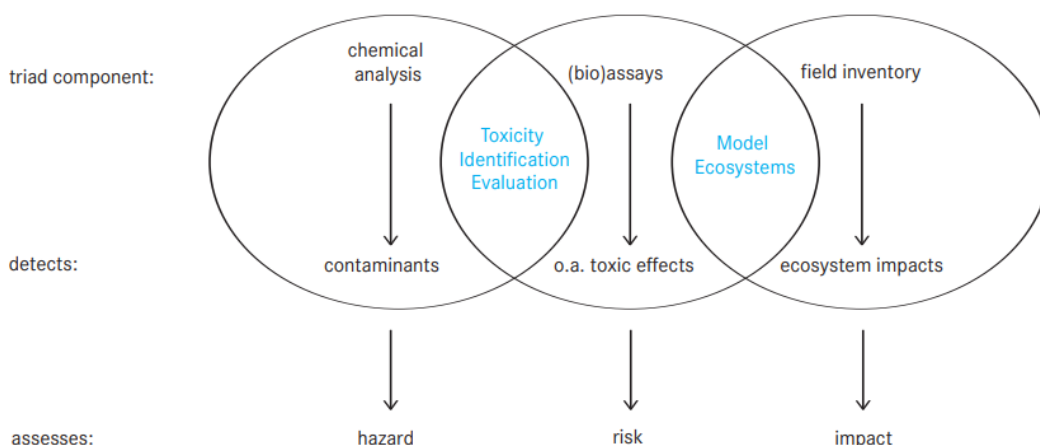 triad component:
chemical
analysis
(bio)assays
field inventory
Toxicity
Identification
Evaluation
Model
Ecosystems
detects:
contaminants
o.a. toxic effects
ecosystem impacts
assesses:
hazard
risk
impact